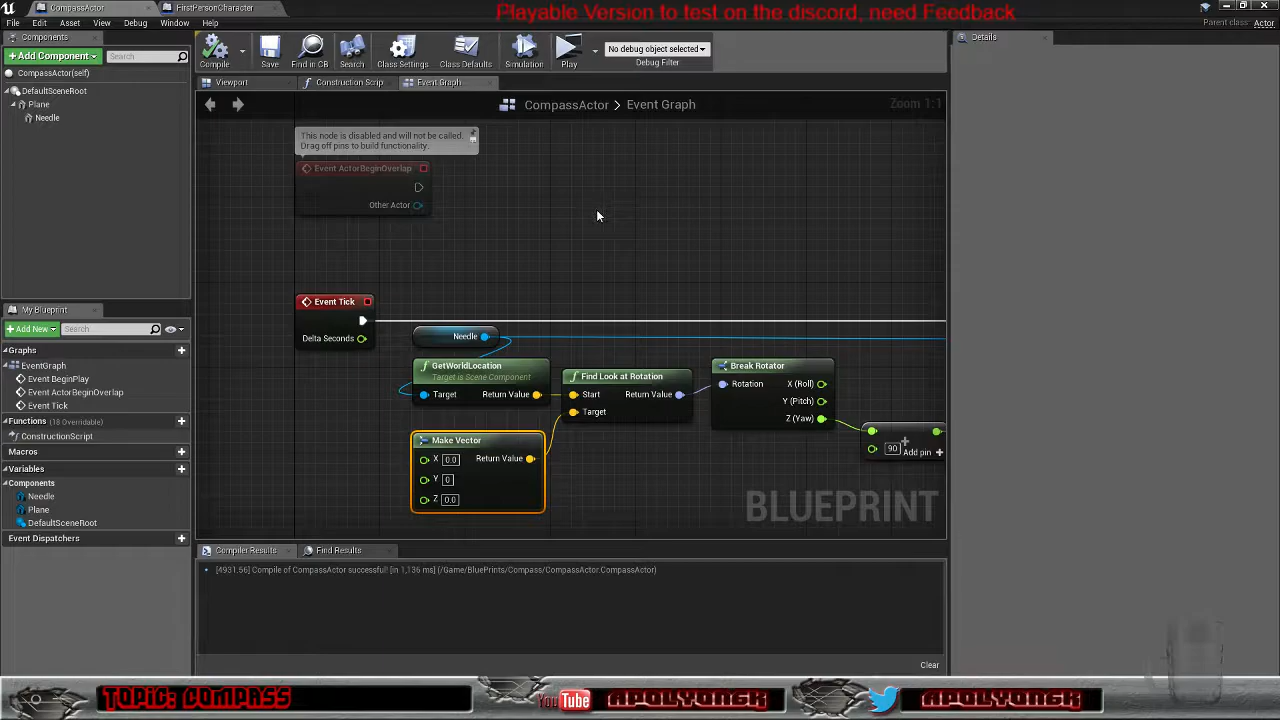 CompassActor
FirstPersonCharacter
Playable Version to test on the discord, need Feedback
File
Edit
Asset
View
Debug
Window
Help
Parent class: Actor
Components
+ Add Component
Search
CompassActor(self)
DefaultSceneRoot
Plane
Needle
Compile
Save
Find in CB
Search
Class Settings
Class Defaults
Simulation
Play
No debug object selected
Debug Filter
Details
Viewport
Construction Scrip
Event Graph
CompassActor > Event Graph
Zoom 1:1
This node is disabled and will not be called.
Drag off pins to build functionality.
Event ActorBeginOverlap
Other Actor
Event Tick
Delta Seconds
Needle
GetWorldLocation
Target is Scene Component
Target
Return Value
Find Look at Rotation
Start
Return Value
Target
Break Rotator
Rotation
X (Roll)
Y (Pitch)
Z (Yaw)
90
Add pin +
Make Vector
X 0.0
Return Value
Y 0
Z 0.0
BLUEPRINT
My Blueprint
+ Add New
Search
Graphs
EventGraph
Event BeginPlay
Event ActorBeginOverlap
Event Tick
Functions (18 Overridable)
ConstructionScript
Macros
Variables
Components
Needle
Plane
DefaultSceneRoot
Event Dispatchers
Compiler Results
Find Results
[4931.56] Compile of CompassActor successful! [in 1,136 ms] (/Game/BluePrints/Compass/CompassActor.CompassActor)
Clear
TOPIC: COMPASS
YouTube
APOLYONGK
APOLYONGK